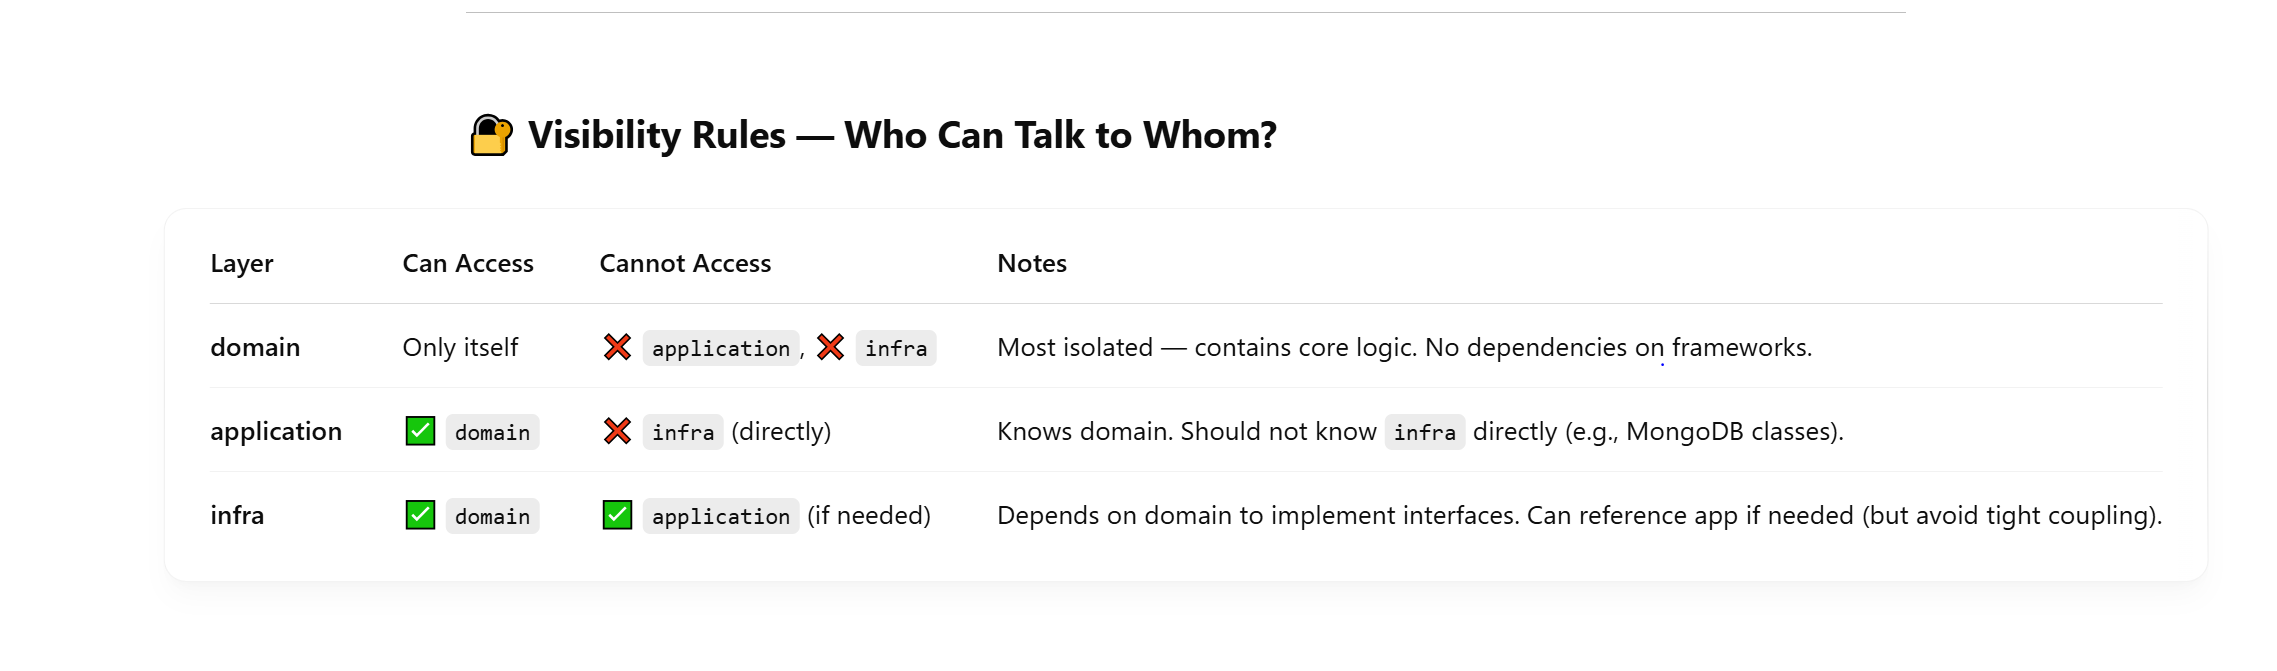 🔐 Visibility Rules — Who Can Talk to Whom?
Layer Can Access Cannot Access Notes
domain Only itself ❌ application, ❌ infra Most isolated — contains core logic. No dependencies on frameworks.
application ✅ domain ❌ infra (directly) Knows domain. Should not know infra directly (e.g., MongoDB classes).
infra ✅ domain ✅ application (if needed) Depends on domain to implement interfaces. Can reference app if needed (but avoid tight coupling).